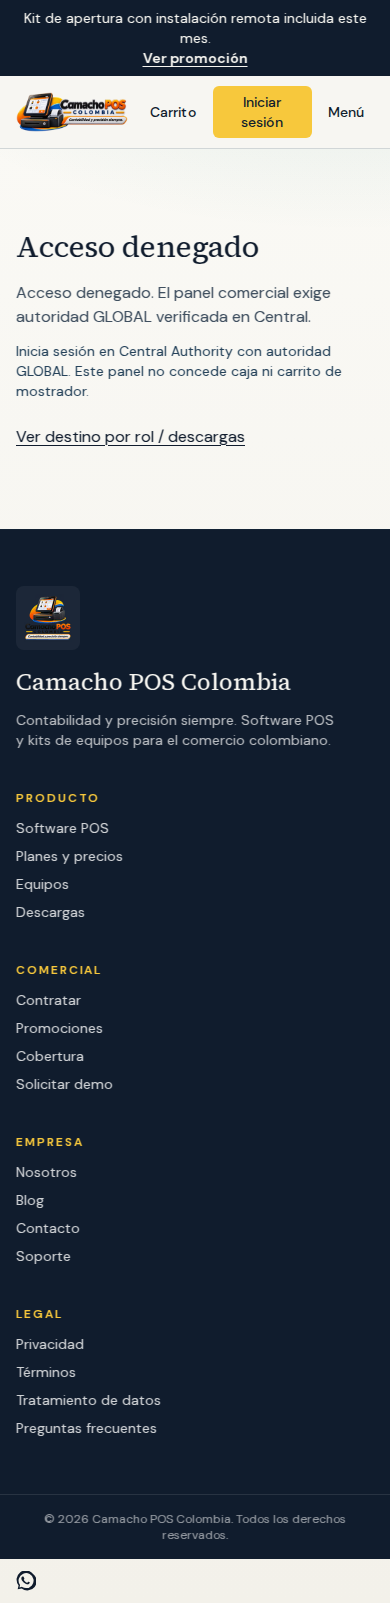 Kit de apertura con instalación remota incluida este
mes.
Ver promoción
CamachoPOS
COLOMBIA
Contabilidad y precisión siempre.
Carrito
Iniciar
sesión
Menú
Acceso denegado
Acceso denegado. El panel comercial exige
autoridad GLOBAL verificada en Central.
Inicia sesión en Central Authority con autoridad
GLOBAL. Este panel no concede caja ni carrito de
mostrador.
Ver destino por rol / descargas
Camacho POS Colombia
Contabilidad y precisión siempre. Software POS
y kits de equipos para el comercio colombiano.
PRODUCTO
Software POS
Planes y precios
Equipos
Descargas
COMERCIAL
Contratar
Promociones
Cobertura
Solicitar demo
EMPRESA
Nosotros
Blog
Contacto
Soporte
LEGAL
Privacidad
Términos
Tratamiento de datos
Preguntas frecuentes
© 2026 Camacho POS Colombia. Todos los derechos
reservados.